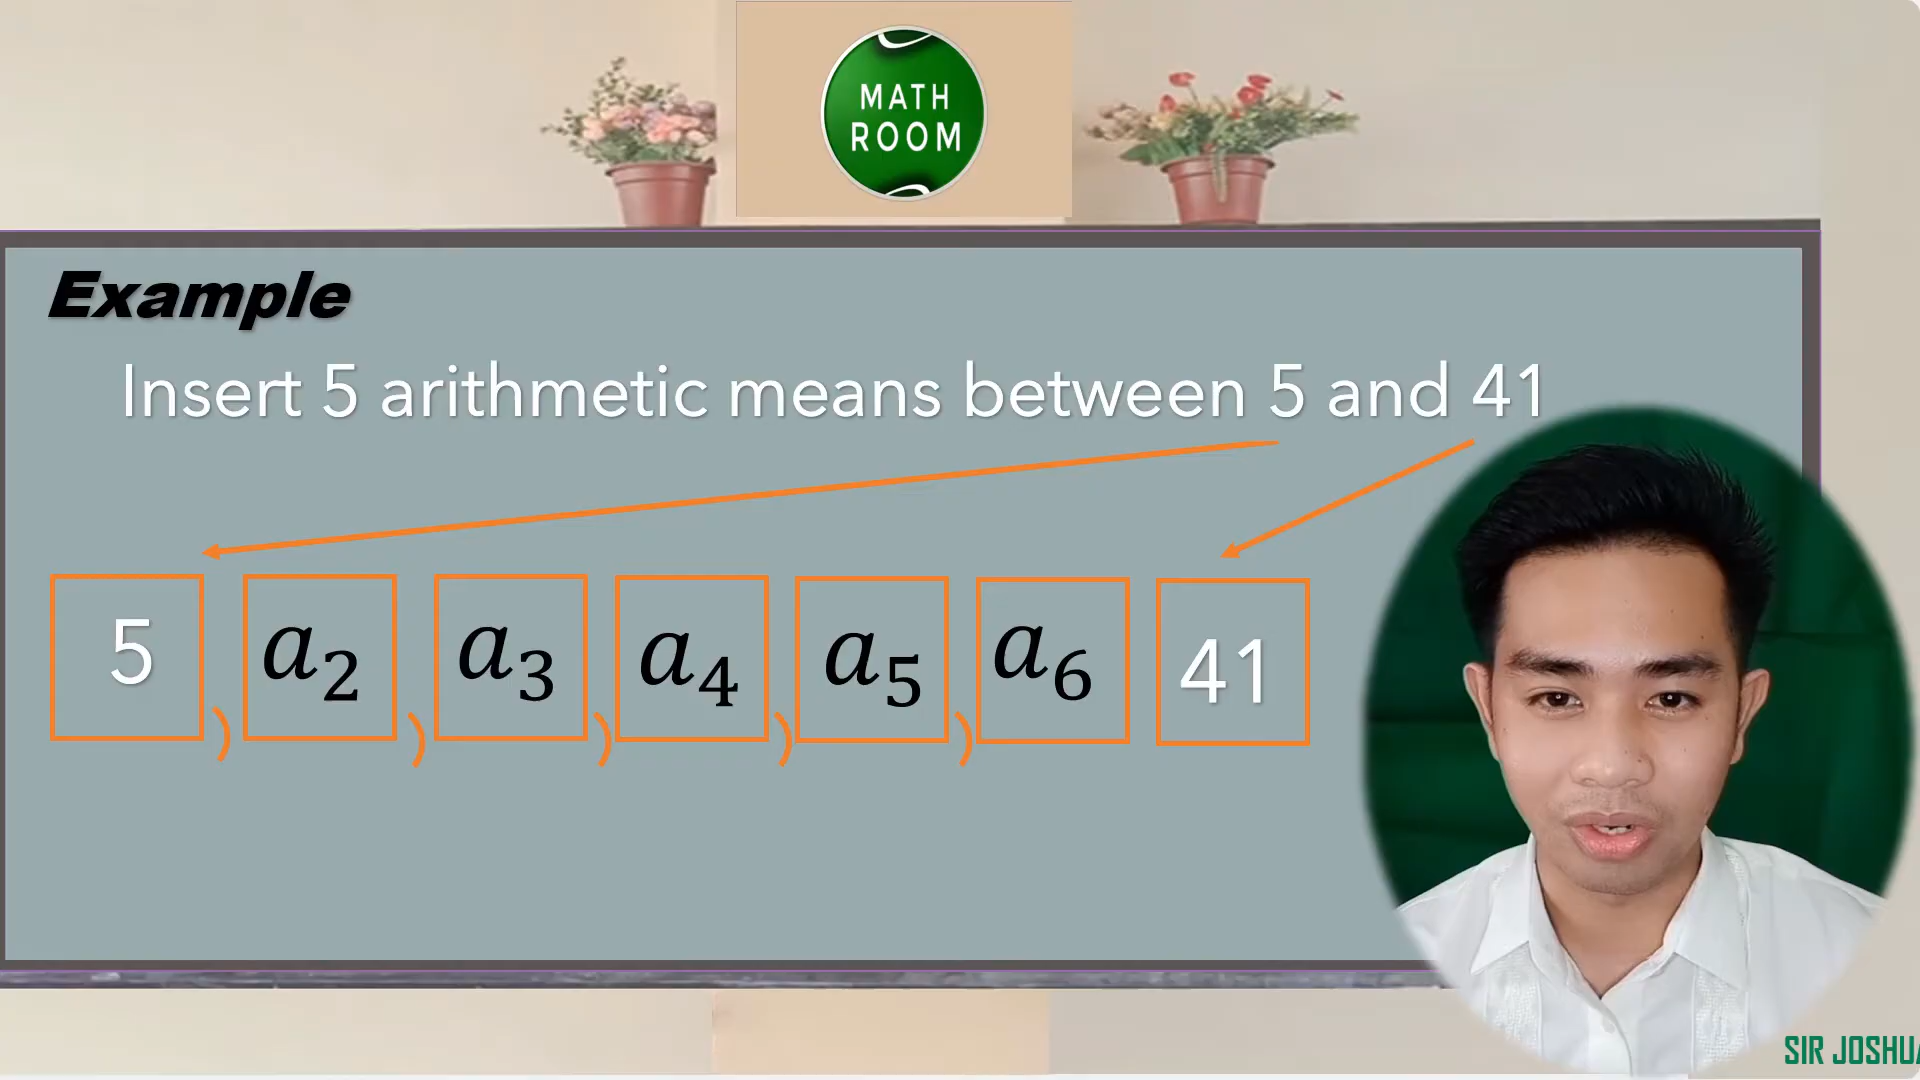 MATH
ROOM
Example
Insert 5 arithmetic means between 5 and 41
5 ) a₂ ) a₃ ) a₄ ) a₅ ) a₆ 41
SIR JOSHUA